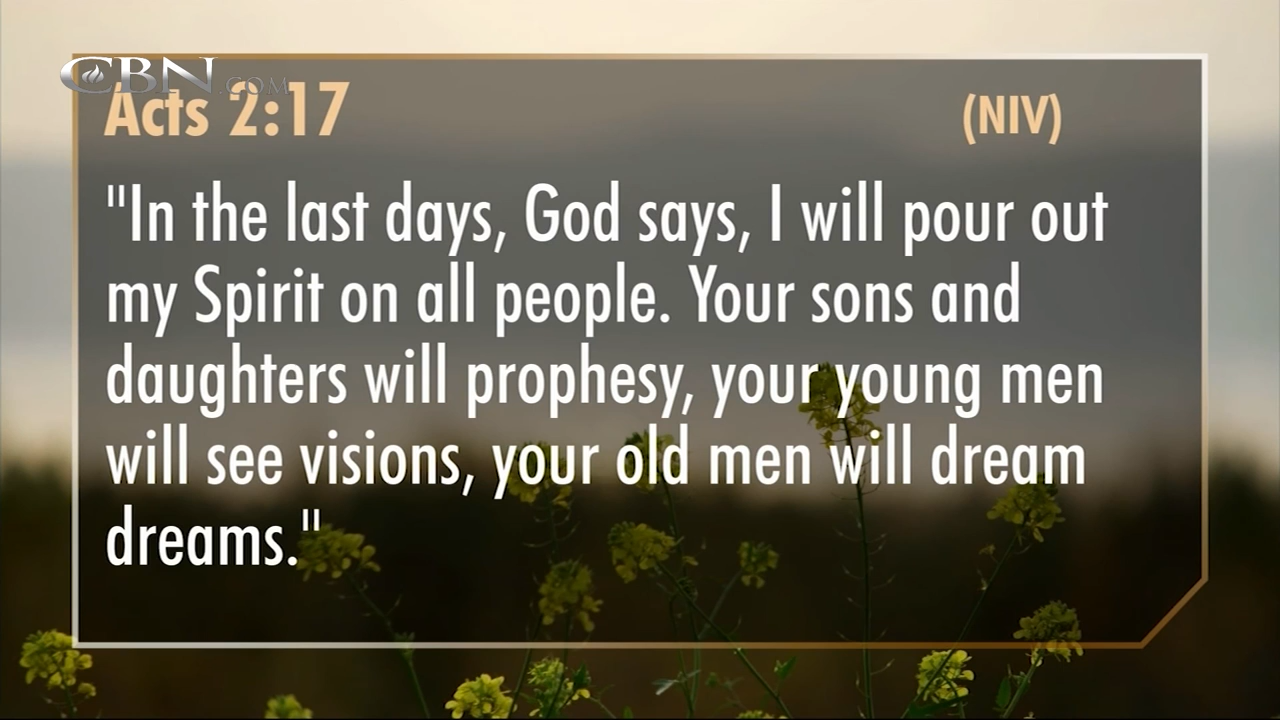 CBN.COM
Acts 2:17 (NIV)
"In the last days, God says, I will pour out
my Spirit on all people. Your sons and
daughters will prophesy, your young men
will see visions, your old men will dream
dreams."